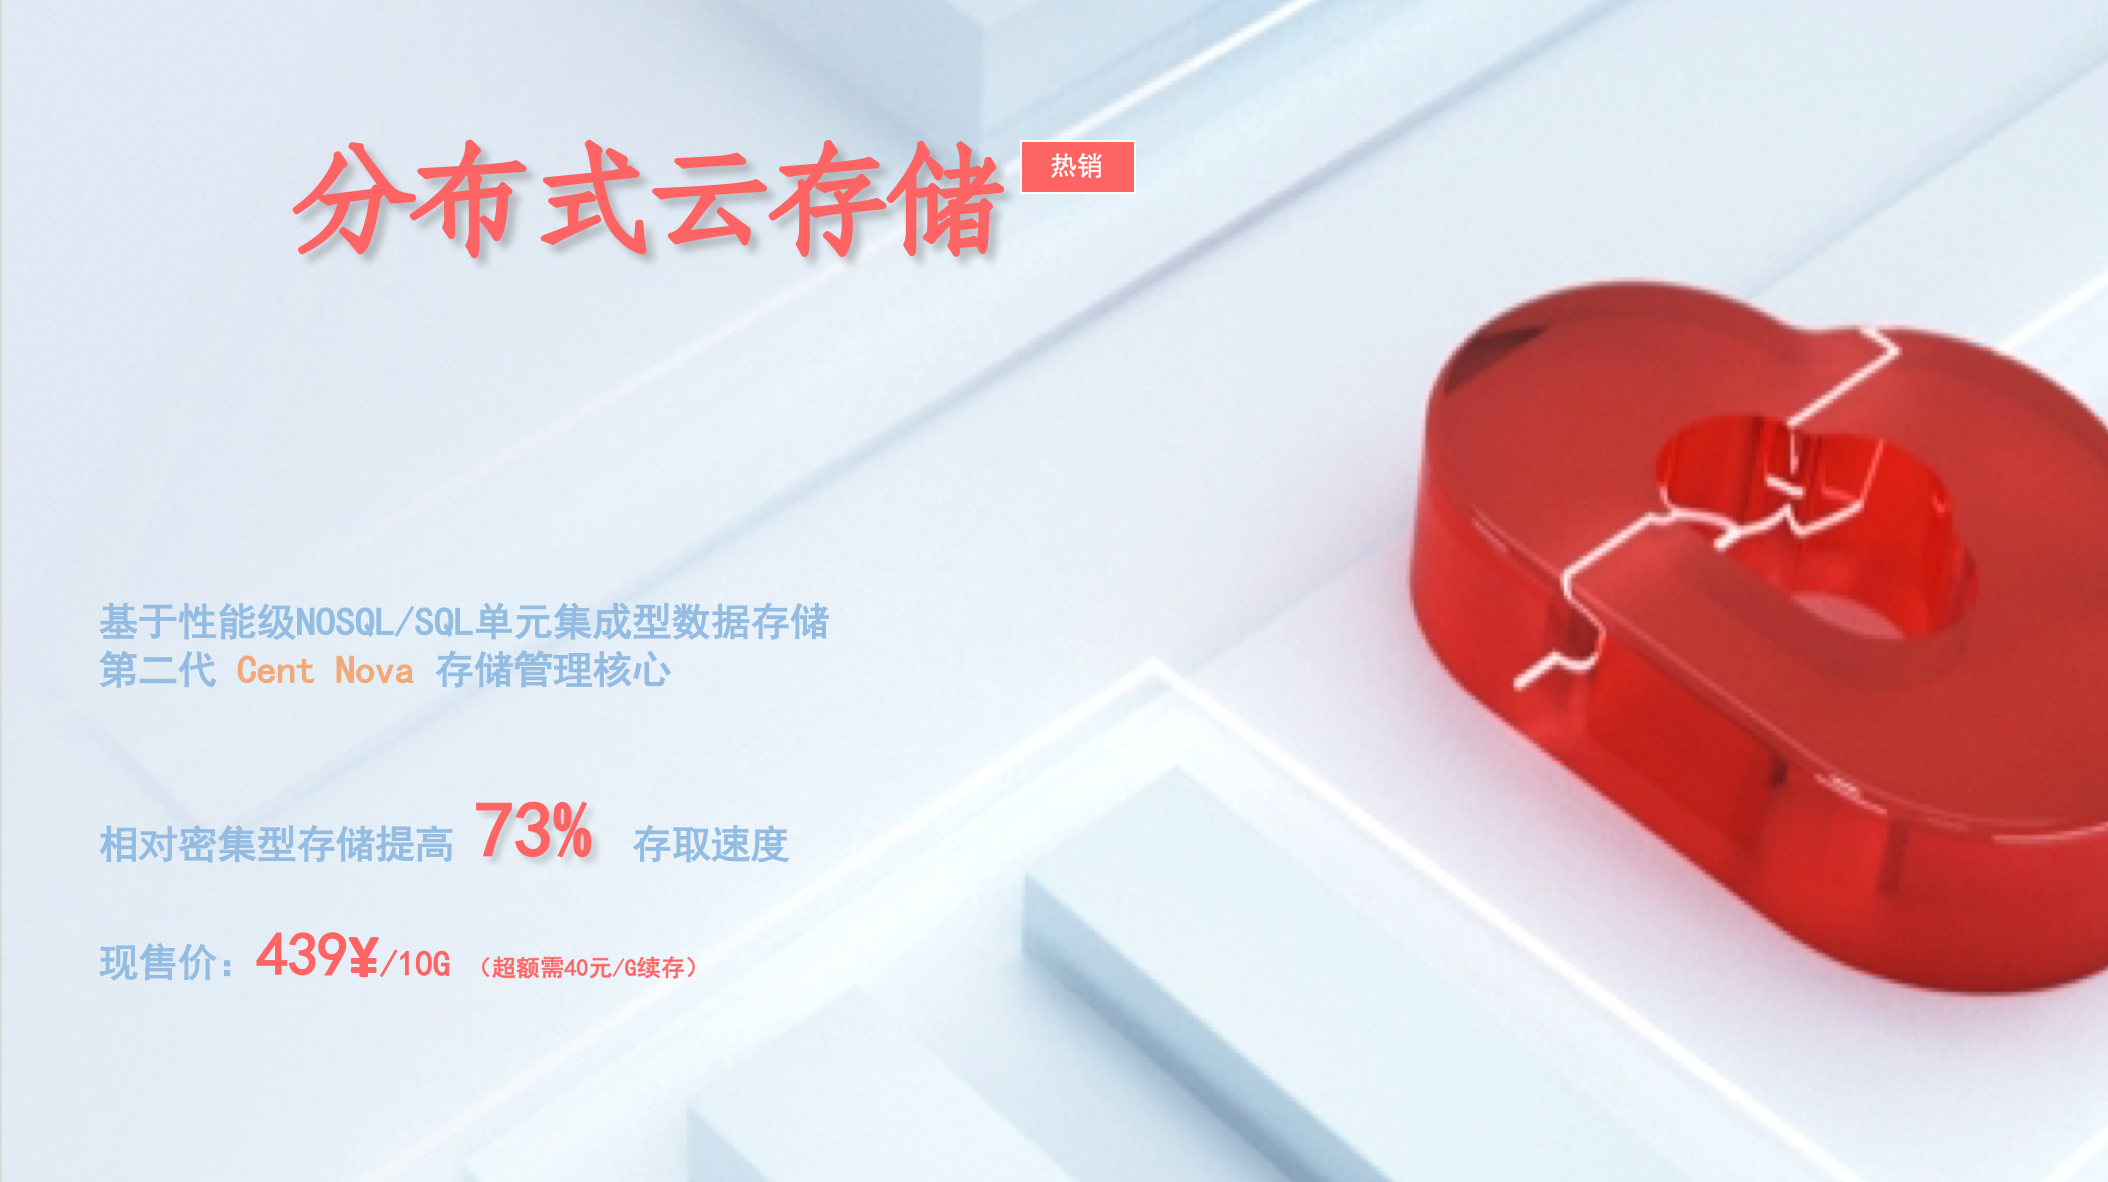 分布式云存储
热销
基于性能级NOSQL/SQL单元集成型数据存储
第二代 Cent Nova 存储管理核心
相对密集型存储提高 73% 存取速度
现售价：439¥/10G （超额需40元/G续存）